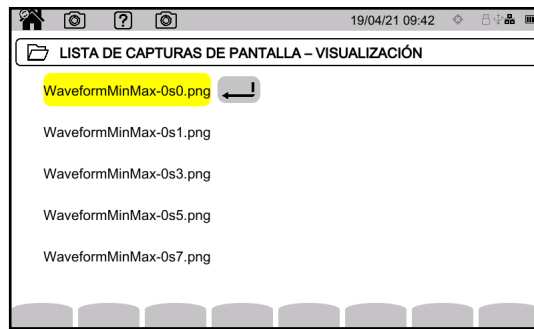 19/04/21 09:42
LISTA DE CAPTURAS DE PANTALLA – VISUALIZACIÓN
WaveformMinMax-0s0.png
WaveformMinMax-0s1.png
WaveformMinMax-0s3.png
WaveformMinMax-0s5.png
WaveformMinMax-0s7.png